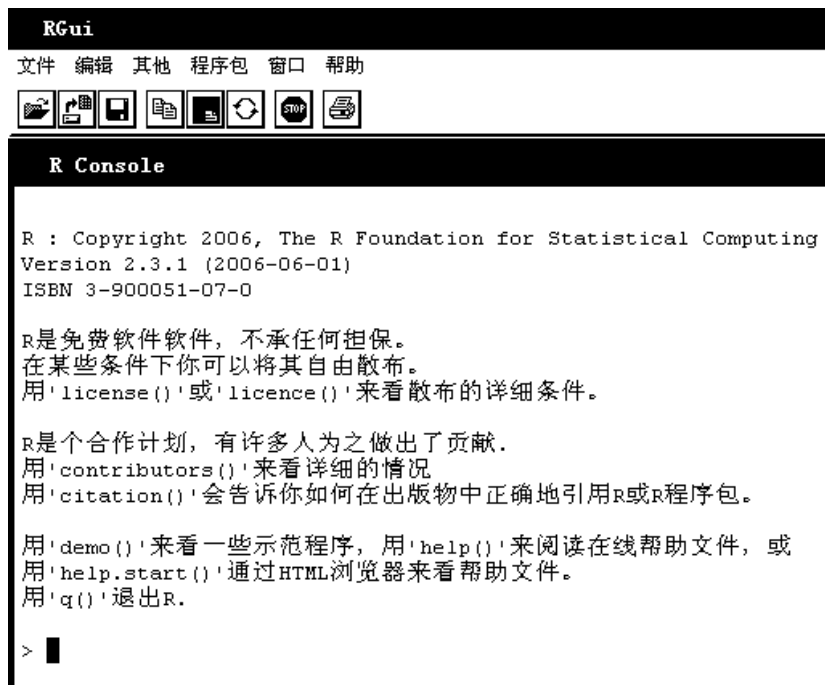 RGui
文件 编辑 其他 程序包 窗口 帮助
STOP
R Console
R : Copyright 2006, The R Foundation for Statistical Computing
Version 2.3.1 (2006-06-01)
ISBN 3-900051-07-0
R是免费软件软件，不承任何担保。
在某些条件下你可以将其自由散布。
用'license()'或'licence()'来看散布的详细条件。
R是个合作计划，有许多人为之做出了贡献.
用'contributors()'来看详细的情况
用'citation()'会告诉你如何在出版物中正确地引用R或R程序包。
用'demo()'来看一些示范程序，用'help()'来阅读在线帮助文件，或
用'help.start()'通过HTML浏览器来看帮助文件。
用'q()'退出R.
>